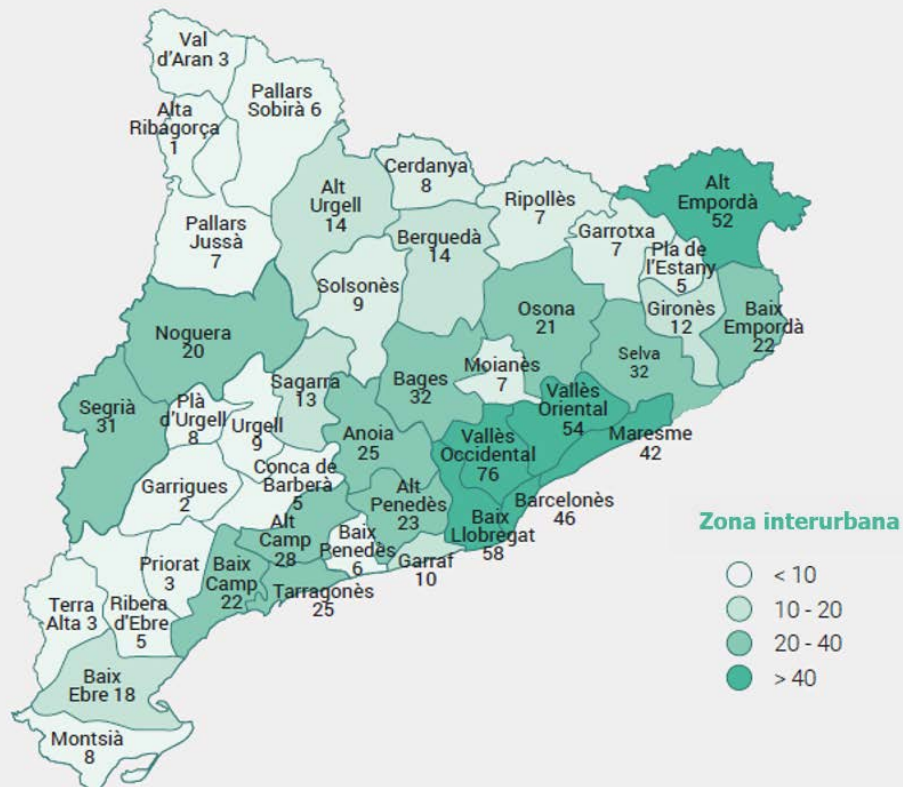 Val
d'Aran 3
Pallars
Sobirà 6
Alta
Ribagorça
1
Cerdanya
8
Alt
Urgell
14
Ripollès
7
Alt
Empordà
52
Garrotxa
7
Pla de
l'Estany
5
Pallars
Jussà
7
Berguedà
14
Solsonès
9
Osona
21
Gironès
12
Baix
Empordà
22
Noguera
20
Selva
32
Moianès
7
Bages
32
Sagarra
13
Segrià
31
Plà
d'Urgell
8
Urgell
9
Vallès
Oriental
54
Maresme
42
Anoia
25
Vallès
Occidental
76
Conca de
Barberà
5
Garrigues
2
Alt
Penedès
23
Barcelonès
46
Baix
Llobregat
58
Alt
Camp
28
Baix
Penedès
6
Garraf
10
Priorat
3
Baix
Camp
22
Tarragonès
25
Terra
Alta 3
Ribera
d'Ebre
5
Baix
Ebre 18
Montsià
8
Zona interurbana
< 10
10 - 20
20 - 40
> 40